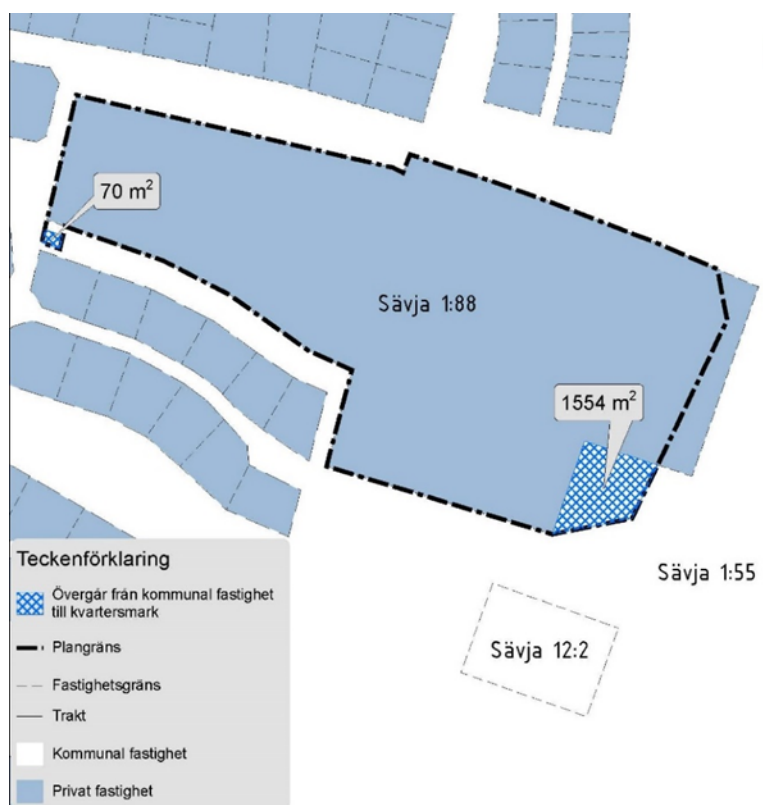 70 m²
Sävja 1:88
1554 m²
Sävja 1:55
Sävja 12:2
Teckenförklaring
Övergår från kommunal fastighet
till kvartersmark
Plangräns
Fastighetsgräns
Trakt
Kommunal fastighet
Privat fastighet